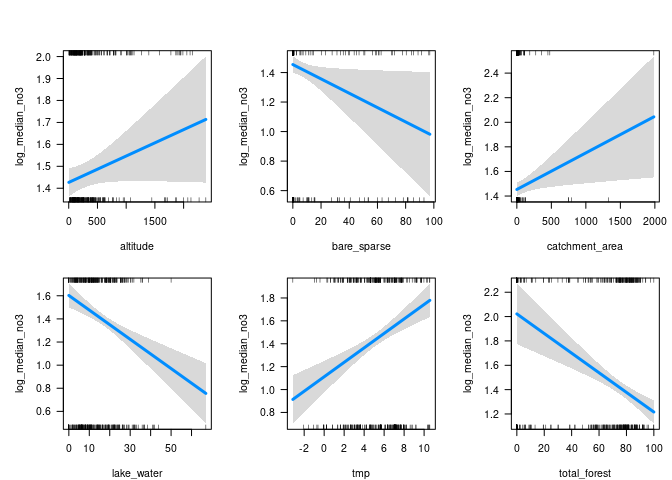 2.0
1.9
1.8
1.7
1.6
1.5
1.4
log_median_no3
0 500 1500
altitude
1.4
1.2
1.0
0.8
0.6
log_median_no3
0 20 40 60 80 100
bare_sparse
2.4
2.2
2.0
1.8
1.6
1.4
log_median_no3
0 500 1000 1500 2000
catchment_area
1.6
1.4
1.2
1.0
0.8
0.6
log_median_no3
0 10 30 50
lake_water
1.8
1.6
1.4
1.2
1.0
0.8
log_median_no3
-2 0 2 4 6 8 10
tmp
2.2
2.0
1.8
1.6
1.4
1.2
log_median_no3
0 20 40 60 80 100
total_forest